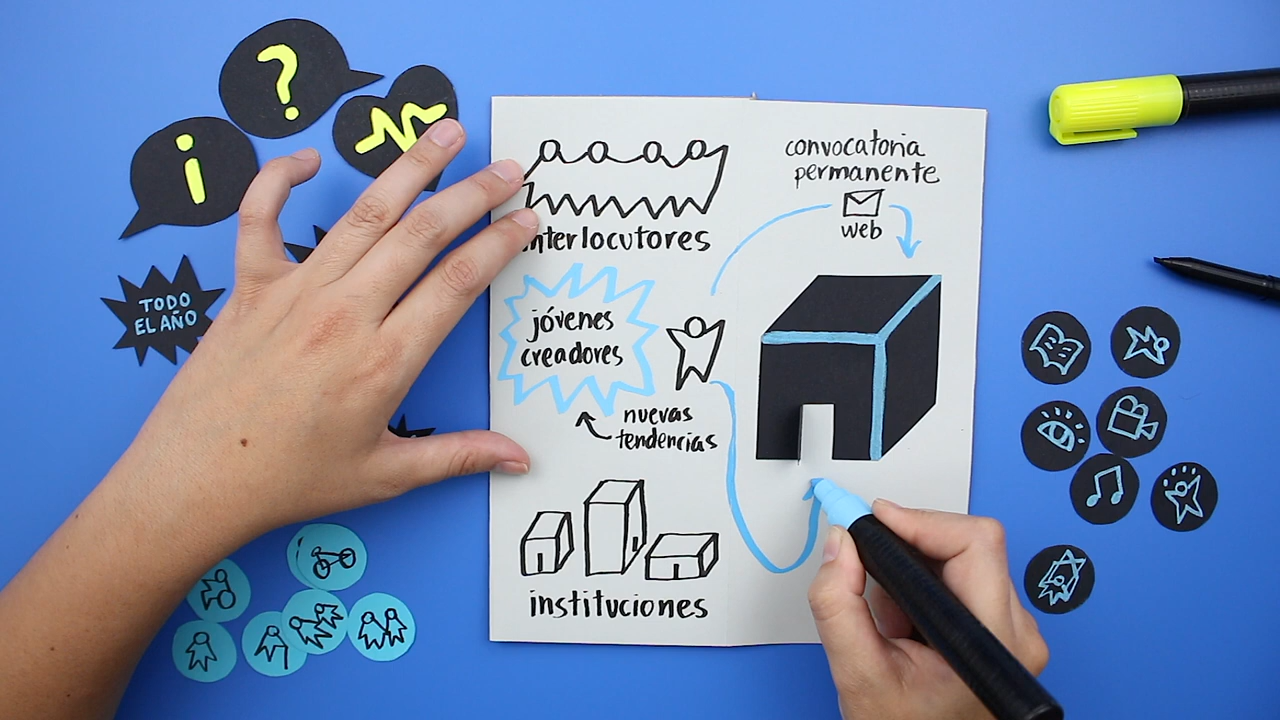 ?
i
TODO
EL AÑO
interlocutores
jóvenes
creadores
nuevas
tendencias
instituciones
convocatoria
permanente
web